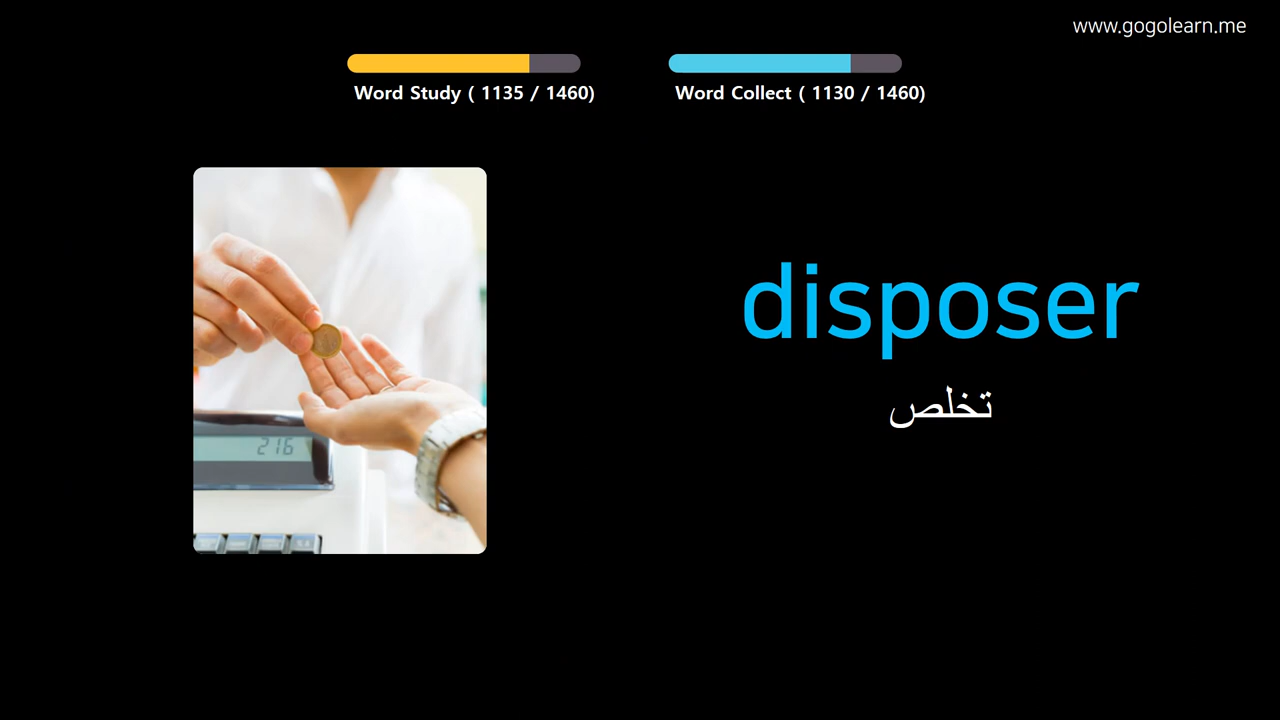 www.gogolearn.me
Word Study ( 1135 / 1460)
Word Collect ( 1130 / 1460)
disposer
تخلص
216